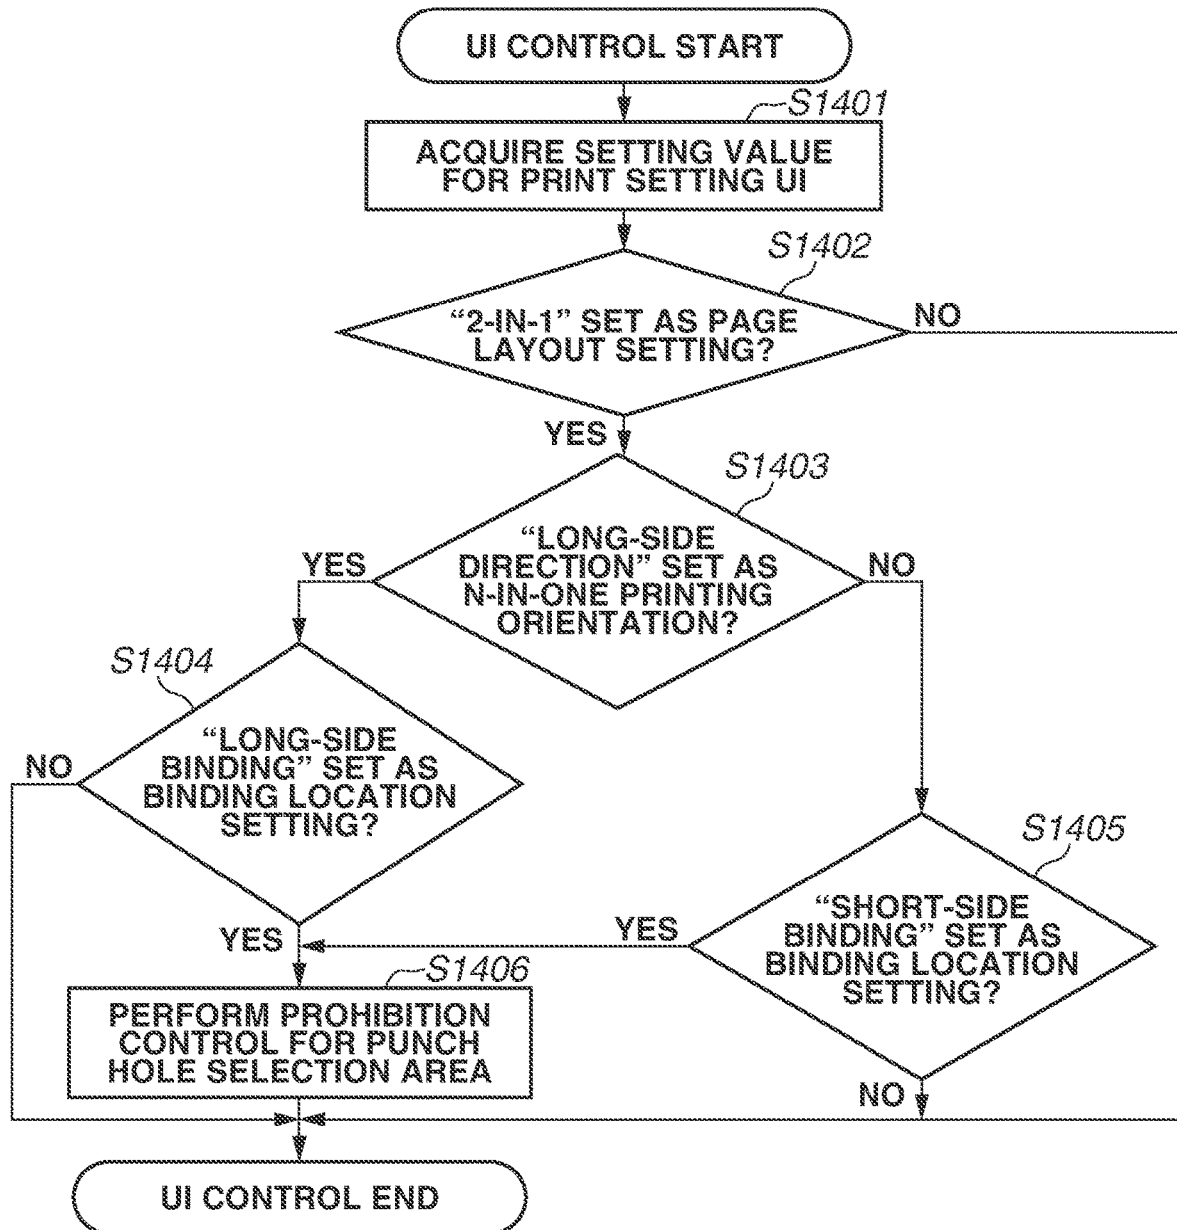 UI CONTROL START
S1401
ACQUIRE SETTING VALUE
FOR PRINT SETTING UI
S1402
“2-IN-1” SET AS PAGE
LAYOUT SETTING?
NO
YES
S1403
“LONG-SIDE
DIRECTION” SET AS
N-IN-ONE PRINTING
ORIENTATION?
YES
NO
S1404
“LONG-SIDE
BINDING” SET AS
BINDING LOCATION
SETTING?
NO
YES
S1405
“SHORT-SIDE
BINDING” SET AS
BINDING LOCATION
SETTING?
YES
NO
S1406
PERFORM PROHIBITION
CONTROL FOR PUNCH
HOLE SELECTION AREA
UI CONTROL END